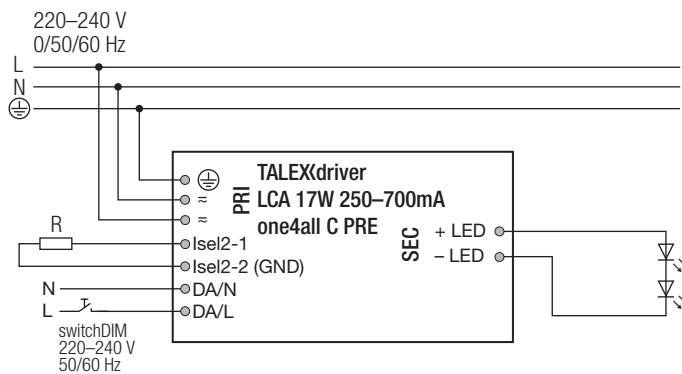 220–240 V
0/50/60 Hz
L
N
TALEXXdriver
LCA 17W 250–700mA
one4all C PRE
PRI
≂
≂
SEC
+ LED
– LED
R
Isel2-1
Isel2-2 (GND)
N
DA/N
L
DA/L
switchDIM
220–240 V
50/60 Hz